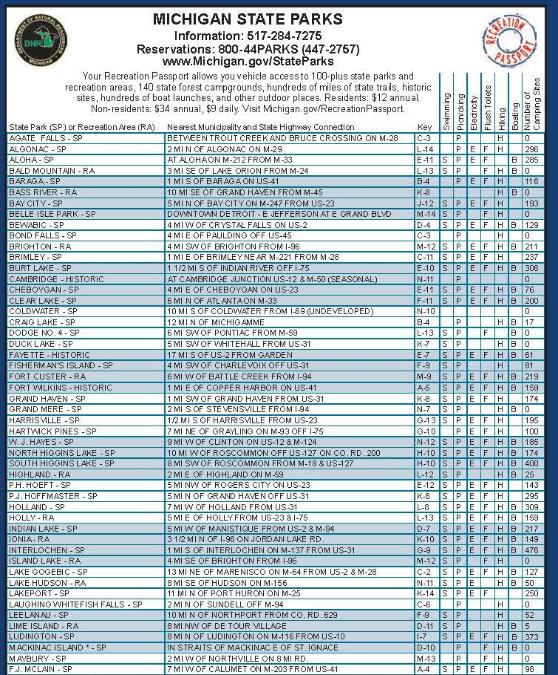 MICHIGAN STATE PARKS
Information: 517-284-7275
Reservations: 800-44PARKS (447-2757)
www.Michigan.gov/StateParks
DNR
MICHIGAN
RECREATION PASSPORT
Your Recreation Passport allows you vehicle access to 100-plus state parks and
recreation areas, 140 state forest campgrounds, hundreds of miles of state trails, historic
sites, hundreds of boat launches, and other outdoor places. Residents: $12 annual.
Non-residents: $34 annual, $9 daily. Visit Michigan.gov/RecreationPassport.
State Park (SP) or Recreation Area (RA) Nearest Municipality and State Highway Connection Key Swimming Picnicking Electricity Flush Toilets Hiking Boating Number of Camping Sites
AGATE FALLS - SP BETWEEN TROUT CREEK AND BRUCE CROSSING ON M-28 C-3 P H 0
ALGONAC - SP 2 MI N OF ALGONAC ON M-29 L-14 P E F H 296
ALOHA - SP AT ALOHA ON M-212 FROM M-33 E-11 S P E F B 285
BALD MOUNTAIN - RA 3 MI SE OF LAKE ORION FROM M-24 L-13 S P F H B 0
BARAGA - SP 1 MI S OF BARAGA ON US-41 B-4 P E F H 116
BASS RIVER - RA 10 MI SE OF GRAND HAVEN FROM M-45 K-8 H B 0
BAY CITY - SP 5 MI N OF BAY CITY ON M-247 FROM US-23 J-12 S P E F H 193
BELLE ISLE PARK - SP DOWNTOWN DETROIT - E JEFFERSON AT E GRAND BLVD M-14 S P F H 0
BEWABIC - SP 4 MI W OF CRYSTAL FALLS ON US-2 D-4 S P E F H B 129
BOND FALLS - SP 4 MI E OF PAULDING OFF US-45 C-3 P H 0
BRIGHTON - RA 4 MI SW OF BRIGHTON FROM I-96 M-12 S P E F H B 211
BRIMLEY - SP 1 MI E OF BRIMLEY NEAR M-221 FROM M-28 C-11 S P E F H 237
BURT LAKE - SP 1 1/2 MI S OF INDIAN RIVER OFF I-75 E-10 S P E F H B 306
CAMBRIDGE - HISTORIC AT CAMBRIDGE JUNCTION US-12 & M-50 (SEASONAL) N-11 P 0
CHEBOYGAN - SP 4 MI E OF CHEBOYGAN ON US-23 E-11 S P E F H B 76
CLEAR LAKE - SP 6 MI N OF ATLANTA ON M-33 F-11 S P E F H B 200
COLDWATER - SP 10 MI S OF COLDWATER FROM I-69 (UNDEVELOPED) N-10 0
CRAIG LAKE - SP 12 MI N OF MICHIGAMME B-4 P H B 17
DODGE NO. 4 - SP 6 MI SW OF PONTIAC FROM M-59 L-13 S P F B 0
DUCK LAKE - SP 5 MI SW OF WHITEHALL FROM US-31 K-7 S P H B 0
FAYETTE - HISTORIC 17 MI S OF US-2 FROM GARDEN E-7 S P E F H B 61
FISHERMAN'S ISLAND - SP 4 MI SW OF CHARLEVOIX OFF US-31 F-9 S P H 81
FORT CUSTER - RA 6 MI W OF BATTLE CREEK FROM I-94 M-9 S P E F H B 219
FORT WILKINS - HISTORIC 1 MI E OF COPPER HARBOR ON US-41 A-5 S P E F H B 159
GRAND HAVEN - SP 1 MI SW OF GRAND HAVEN FROM US-31 K-8 S P E F H 174
GRAND MERE - SP 2 MI S OF STEVENSVILLE FROM I-94 N-7 S P H B 0
HARRISVILLE - SP 1/2 MI S OF HARRISVILLE FROM US-23 G-13 S P E F H 195
HARTWICK PINES - SP 7 MI NE OF GRAYLING ON M-93 OFF I-75 G-10 P E F H 100
W. J. HAYES - SP 9 MI W OF CLINTON ON US-12 & M-124 N-12 S P E F H B 185
NORTH HIGGINS LAKE - SP 10 MI W OF ROSCOMMON OFF US-127 ON CO. RD. 200 H-10 S P E F H B 174
SOUTH HIGGINS LAKE - SP 8 MI SW OF ROSCOMMON FROM M-18 & US-127 H-10 S P E F H B 400
HIGHLAND - RA 2 MI E OF HIGHLAND ON M-59 L-12 S P H B 25
P.H. HOEFT - SP 5 MI NW OF ROGERS CITY ON US-23 E-12 S P E F H 143
P.J. HOFFMASTER - SP 5 MI N OF GRAND HAVEN OFF US-31 K-8 S P E F H 295
HOLLAND - SP 7 MI W OF HOLLAND FROM US-31 L-8 S P E F H B 309
HOLLY - RA 5 MI E OF HOLLY FROM US-23 & I-75 L-13 S P E F H B 159
INDIAN LAKE - SP 5 MI W OF MANISTIQUE FROM US-2 & M-94 D-7 S P E F H B 217
IONIA - RA 3 1/2 MI N OF I-96 ON JORDAN LAKE RD. K-10 S P E F H B 149
INTERLOCHEN - SP 1 MI S OF INTERLOCHEN ON M-137 FROM US-31 G-9 S P E F H B 476
ISLAND LAKE - RA 4 MI SE OF BRIGHTON FROM I-96 M-12 S P F H 0
LAKE GOGEBIC - SP 13 MI NE OF MARENISCO ON M-64 FROM US-2 & M-28 C-2 S P E F H B 127
LAKE HUDSON - RA 8 MI SE OF HUDSON ON M-156 N-11 S E H B 50
LAKEPORT - SP 11 MI N OF PORT HURON ON M-25 K-14 S P E F 250
LAUGHING WHITEFISH FALLS - SP 2 MI N OF SUNDELL OFF M-94 C-6 P H 0
LEELANAU - SP 10 MI N OF NORTHPORT FROM CO. RD. 629 F-9 S P H 52
LIME ISLAND - RA 8 MI NW OF DE TOUR VILLAGE D-11 S P H B 5
LUDINGTON - SP 8 MI N OF LUDINGTON ON M-116 FROM US-10 I-7 S P E F H B 373
MACKINAC ISLAND * - SP IN STRAITS OF MACKINAC E OF ST. IGNACE D-10 P F H B 0
MAYBURY - SP 2 MI W OF NORTHVILLE ON 8 MI RD. M-13 P F H 0
F.J. MCLAIN - SP 7 MI W OF CALUMET ON M-203 FROM US-41 A-4 S P E F H 98